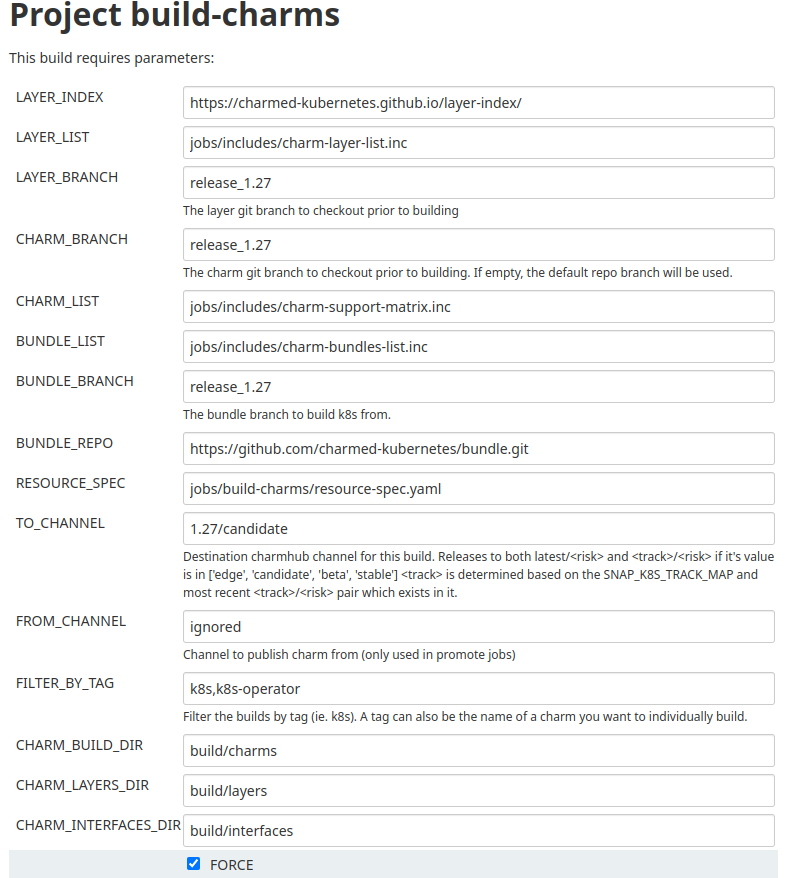 Project build-charms
This build requires parameters:
LAYER_INDEX
https://charmed-kubernetes.github.io/layer-index/
LAYER_LIST
jobs/includes/charm-layer-list.inc
LAYER_BRANCH
release_1.27
The layer git branch to checkout prior to building
CHARM_BRANCH
release_1.27
The charm git branch to checkout prior to building. If empty, the default repo branch will be used.
CHARM_LIST
jobs/includes/charm-support-matrix.inc
BUNDLE_LIST
jobs/includes/charm-bundles-list.inc
BUNDLE_BRANCH
release_1.27
The bundle branch to build k8s from.
BUNDLE_REPO
https://github.com/charmed-kubernetes/bundle.git
RESOURCE_SPEC
jobs/build-charms/resource-spec.yaml
TO_CHANNEL
1.27/candidate
Destination charmhub channel for this build. Releases to both latest/<risk> and <track>/<risk> if it's value
is in ['edge', 'candidate', 'beta', 'stable'] <track> is determined based on the SNAP_K8S_TRACK_MAP and
most recent <track>/<risk> pair which exists in it.
FROM_CHANNEL
ignored
Channel to publish charm from (only used in promote jobs)
FILTER_BY_TAG
k8s,k8s-operator
Filter the builds by tag (ie. k8s). A tag can also be the name of a charm you want to individually build.
CHARM_BUILD_DIR
build/charms
CHARM_LAYERS_DIR
build/layers
CHARM_INTERFACES_DIR
build/interfaces
FORCE